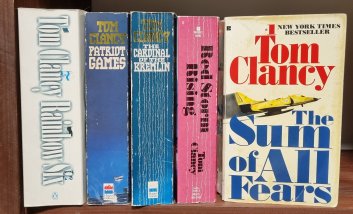 Tom Clancy Rainbow Six
TOM
CLANCY
PATRIOT
GAMES
TOM
CLANCY
THE
CARDINAL
OF THE
KREMLIN
Red Storm
Rising
Tom
Clancy
#1 NEW YORK TIMES
BESTSELLER
Tom
Clancy
The
Sum
of All
Fears